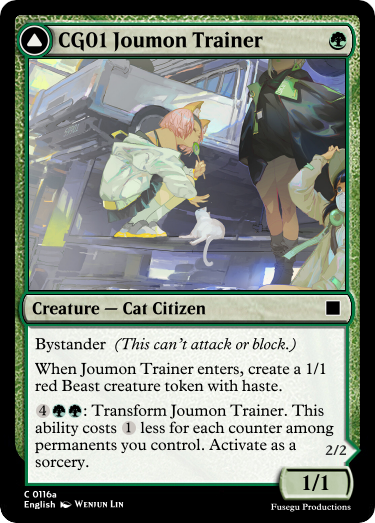 CG01 Joumon Trainer
Creature — Cat Citizen
Bystander (This can't attack or block.)
When Joumon Trainer enters, create a 1/1
red Beast creature token with haste.
4: Transform Joumon Trainer. This
ability costs 1 less for each counter among
permanents you control. Activate as a
sorcery.
2/2
1/1
C 0116a
English Wenjun Lin
Fusegu Productions